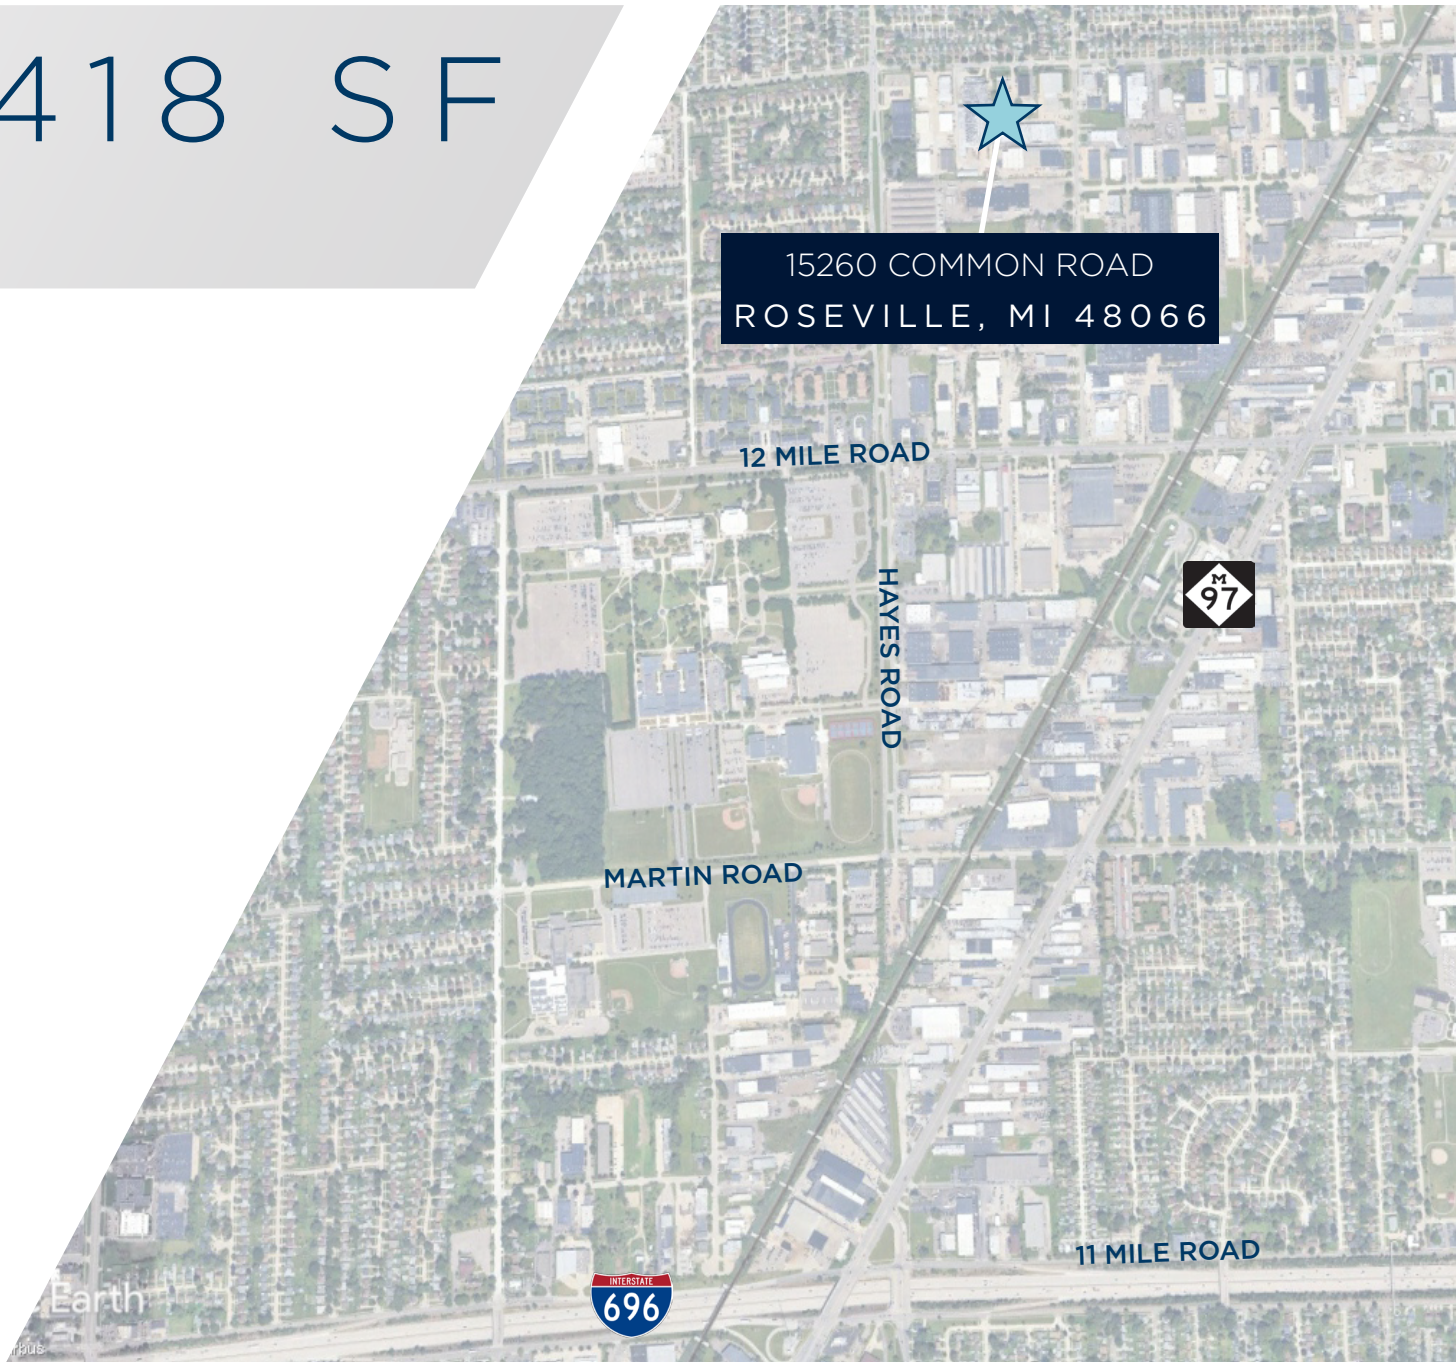 418 SF
15260 COMMON ROAD
ROSEVILLE, MI 48066
12 MILE ROAD
HAYES ROAD
M
97
MARTIN ROAD
11 MILE ROAD
INTERSTATE
696
Earth